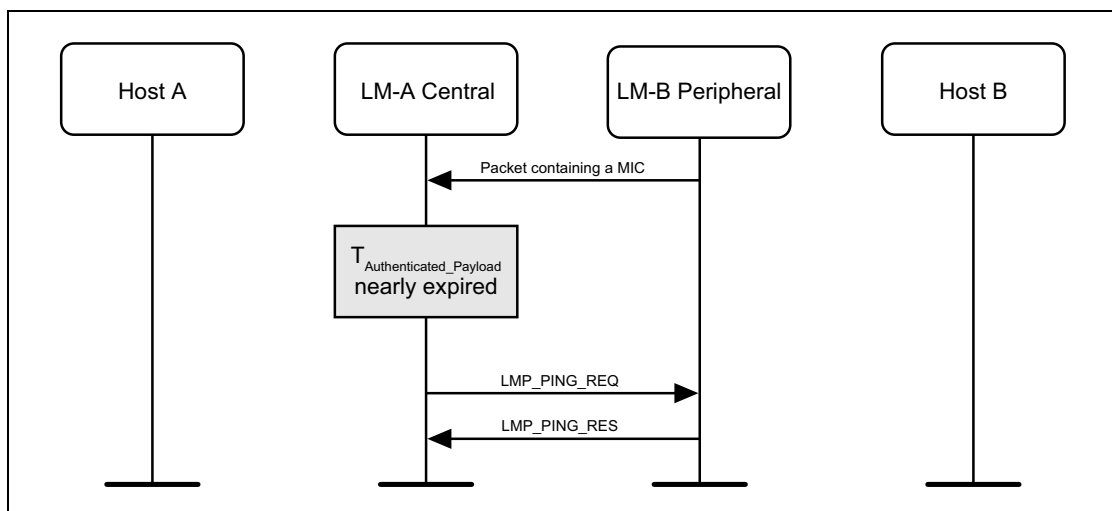 Host A
LM-A Central
LM-B Peripheral
Host B
Packet containing a MIC
TAuthenticated_Payload
nearly expired
LMP_PING_REQ
LMP_PING_RES